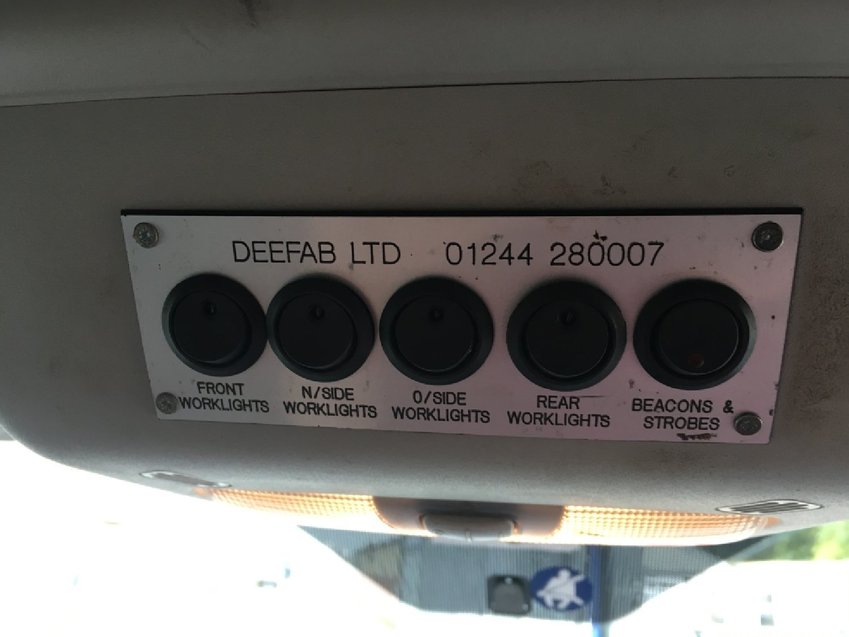 DEEFAB LTD 01244 280007
FRONT
WORKLIGHTS
N/SIDE
WORKLIGHTS
O/SIDE
WORKLIGHTS
REAR
WORKLIGHTS
BEACONS &
STROBES